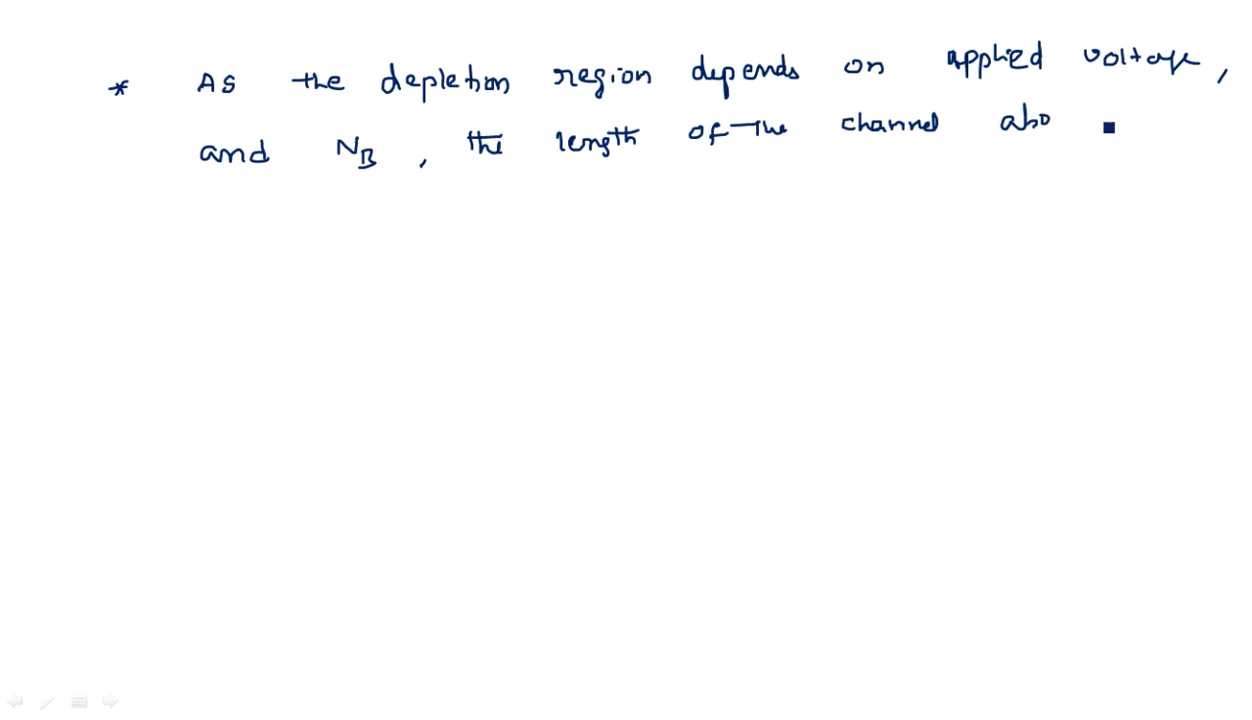 * As the depletion region depends on applied voltage,
and NB, the length of the channel also